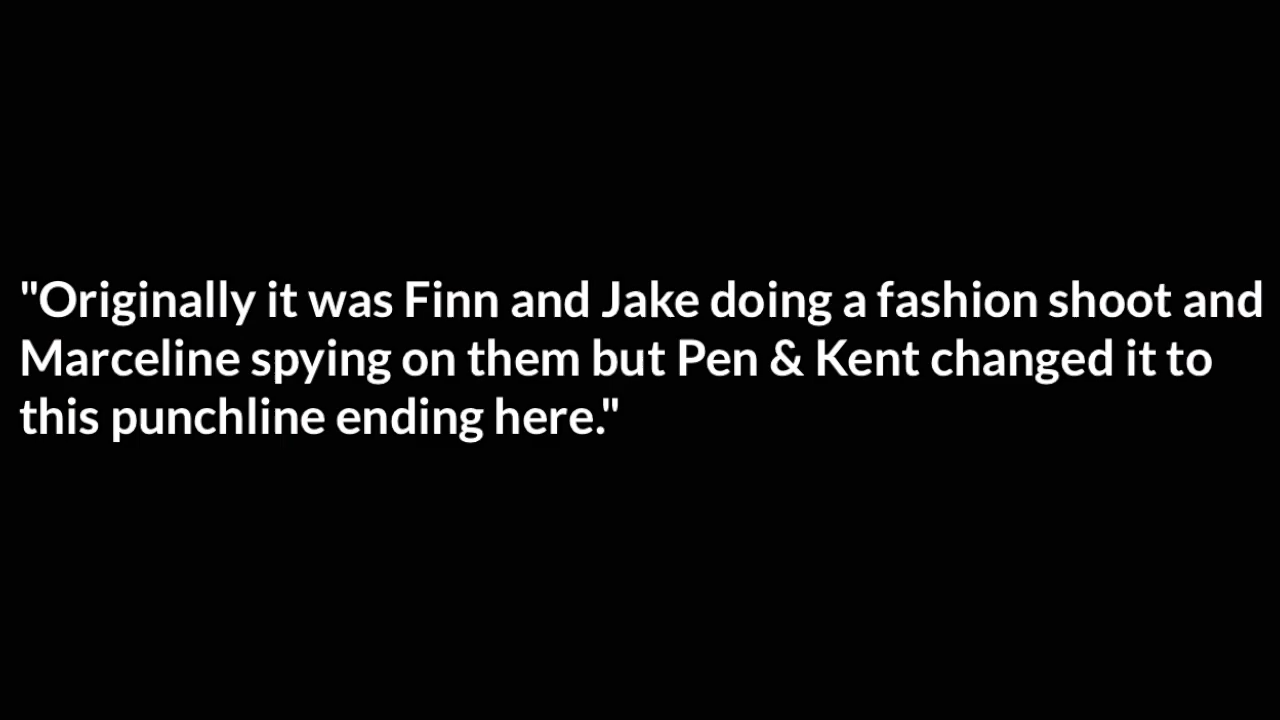 "Originally it was Finn and Jake doing a fashion shoot and
Marceline spying on them but Pen & Kent changed it to
this punchline ending here."